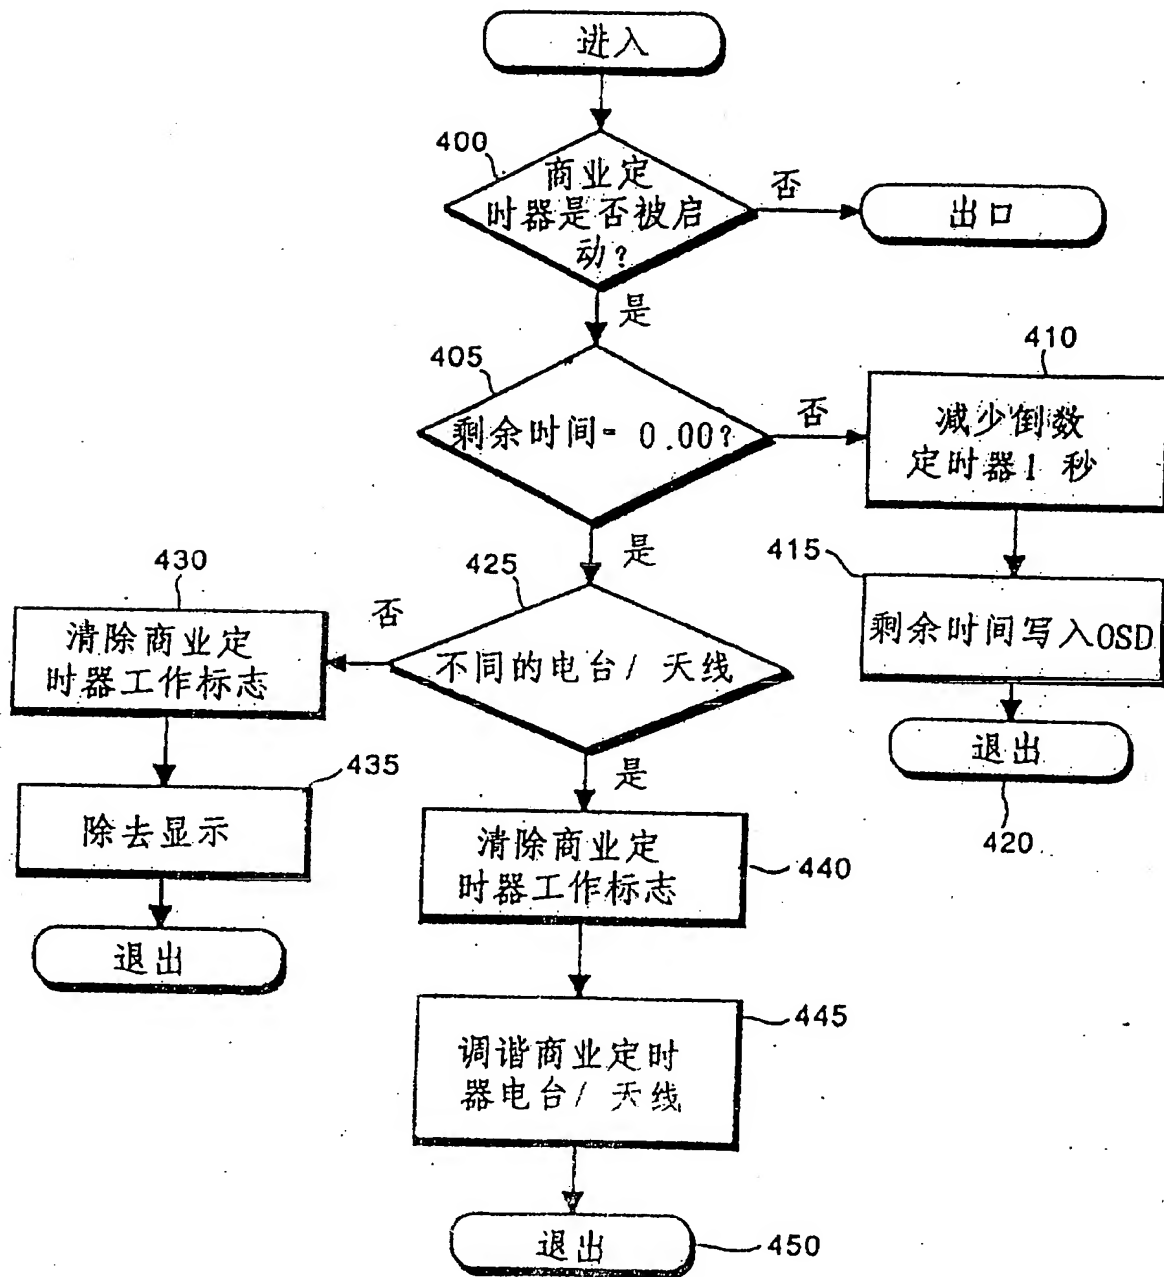 进入
400
商业定
时器是否被启
动?
否
出口
是
405
剩余时间= 0.00?
否
410
减少倒数
定时器1 秒
是
415
剩余时间写入OSD
退出
420
425
不同的电台/ 天线
否
430
清除商业定
时器工作标志
435
除去显示
退出
是
清除商业定
时器工作标志
440
调谐商业定时
器电台/ 天线
445
退出
450